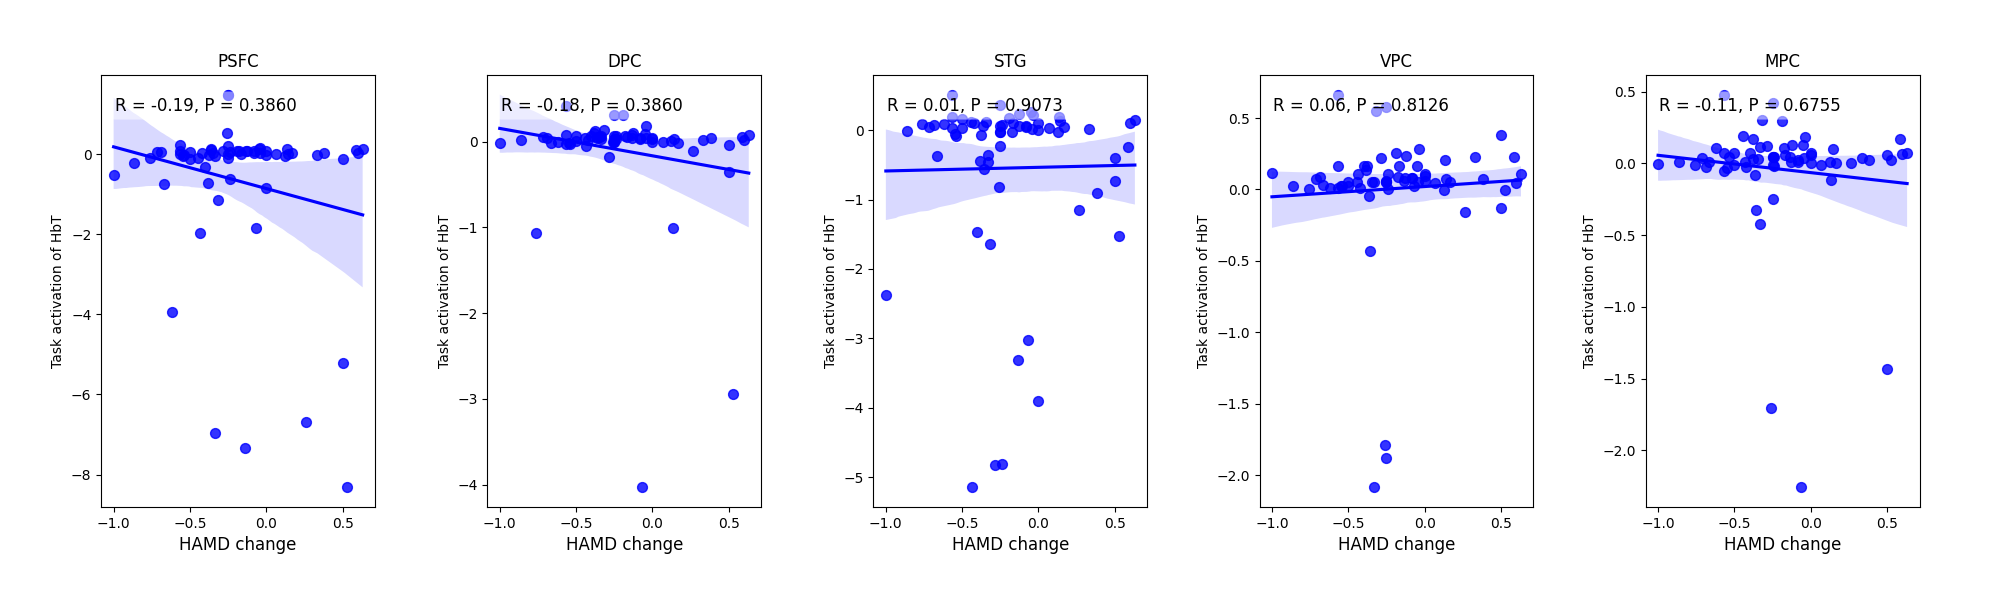 PSFC
R = -0.19, P = 0.3860
Task activation of HbT
0
−2
−4
−6
−8
−1.0 −0.5 0.0 0.5
HAMD change
DPC
R = -0.18, P = 0.3860
Task activation of HbT
0
−1
−2
−3
−4
−1.0 −0.5 0.0 0.5
HAMD change
STG
R = 0.01, P = 0.9073
Task activation of HbT
0
−1
−2
−3
−4
−5
−1.0 −0.5 0.0 0.5
HAMD change
VPC
R = 0.06, P = 0.8126
Task activation of HbT
0.5
0.0
−0.5
−1.0
−1.5
−2.0
−1.0 −0.5 0.0 0.5
HAMD change
MPC
R = -0.11, P = 0.6755
Task activation of HbT
0.5
0.0
−0.5
−1.0
−1.5
−2.0
−1.0 −0.5 0.0 0.5
HAMD change